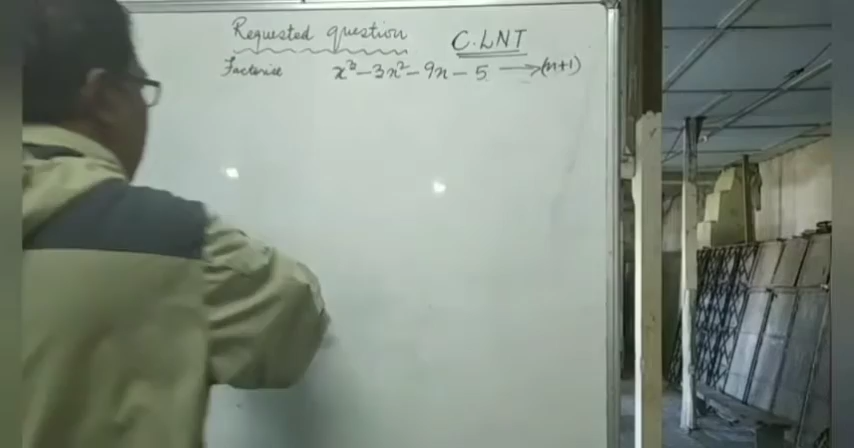 Requested question
C.LNT
Factorise x³-3x²-9x-5 →(x+1)